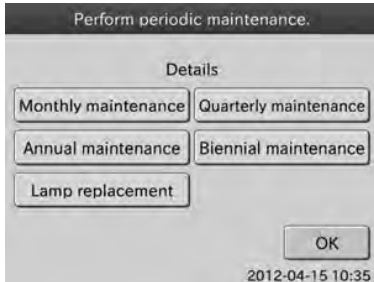 Perform periodic maintenance.
Details
Monthly maintenance Quarterly maintenance
Annual maintenance Biennial maintenance
Lamp replacement
OK
2012-04-15 10:35